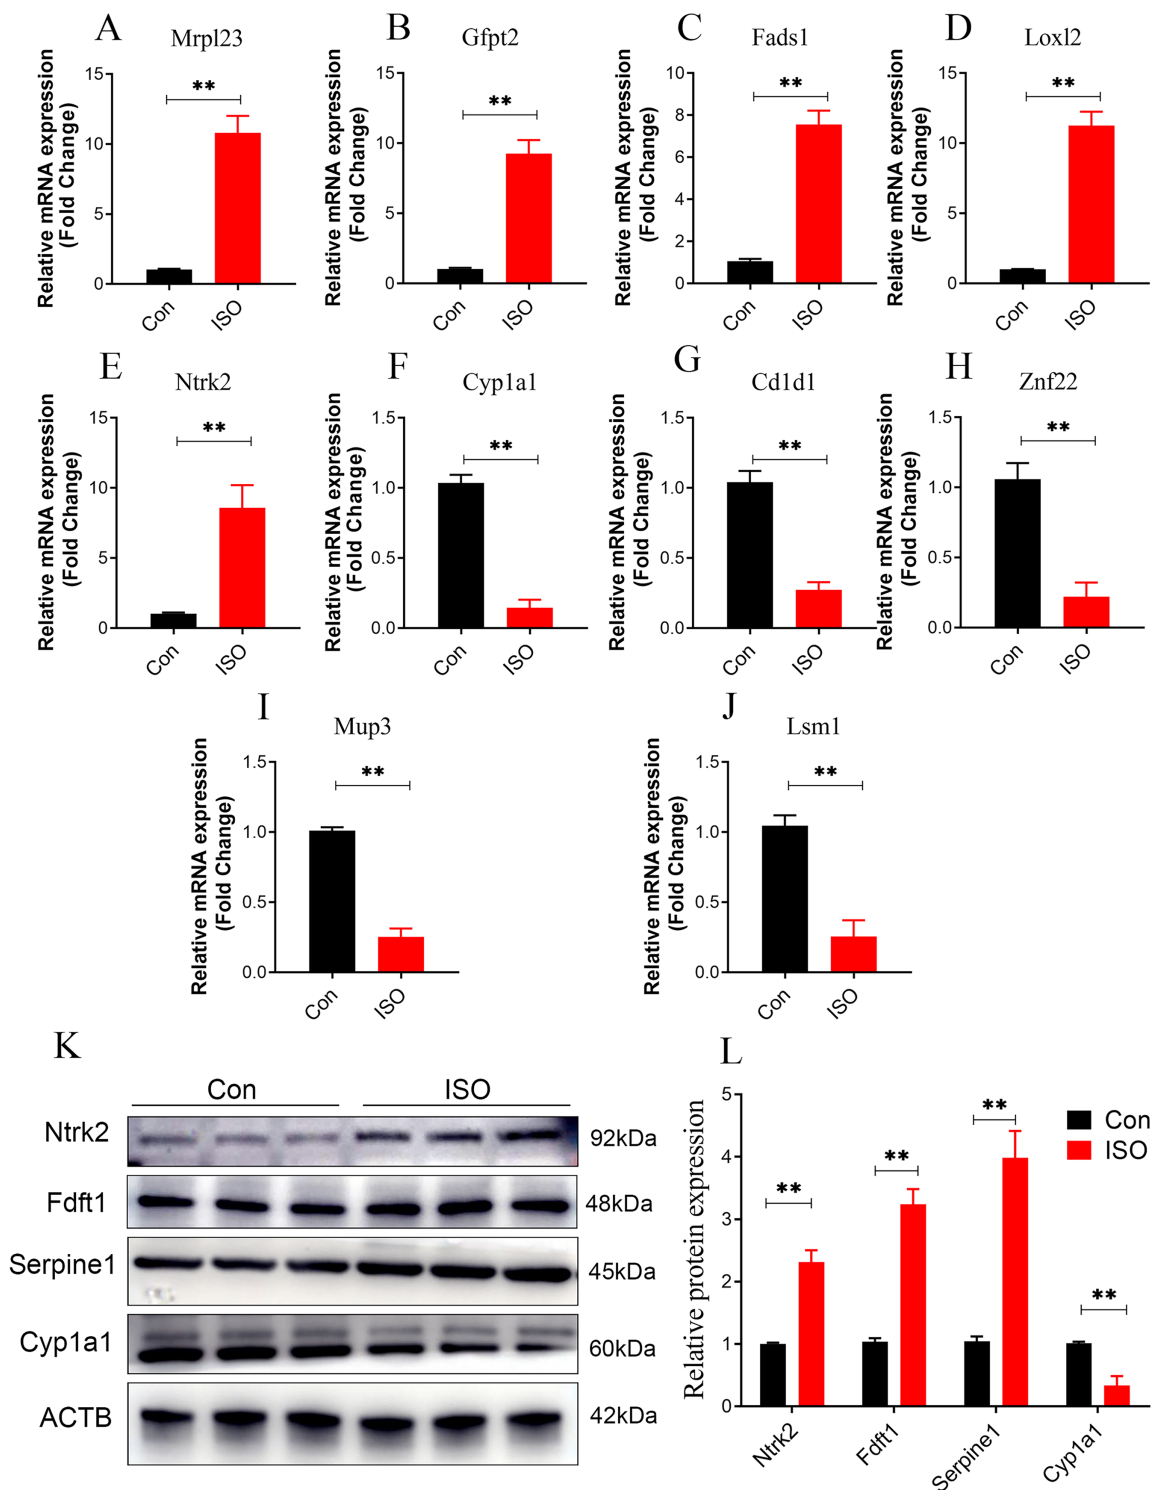 A
Mrpl23
Relative mRNA expression
(Fold Change)
15
10
5
0
**
Con
ISO
B
Gfpt2
Relative mRNA expression
(Fold Change)
15
10
5
0
**
Con
ISO
C
Fads1
Relative mRNA expression
(Fold Change)
10
8
6
4
2
0
**
Con
ISO
D
Loxl2
Relative mRNA expression
(Fold Change)
15
10
5
0
**
Con
ISO
E
Ntrk2
Relative mRNA expression
(Fold Change)
15
10
5
0
**
Con
ISO
F
Cyp1a1
Relative mRNA expression
(Fold Change)
1.5
1.0
0.5
0.0
**
Con
ISO
G
Cd1d1
Relative mRNA expression
(Fold Change)
1.5
1.0
0.5
0.0
**
Con
ISO
H
Znf22
Relative mRNA expression
(Fold Change)
1.5
1.0
0.5
0.0
**
Con
ISO
I
Mup3
Relative mRNA expression
(Fold Change)
1.5
1.0
0.5
0.0
**
Con
ISO
J
Lsm1
Relative mRNA expression
(Fold Change)
1.5
1.0
0.5
0.0
**
Con
ISO
K
Con
ISO
Ntrk2
92kDa
Fdft1
48kDa
Serpine1
45kDa
Cyp1a1
60kDa
ACTB
42kDa
L
Relative protein expression
5
4
3
2
1
0
**
**
**
**
Con
ISO
Ntrk2
Fdft1
Serpine1
Cyp1a1